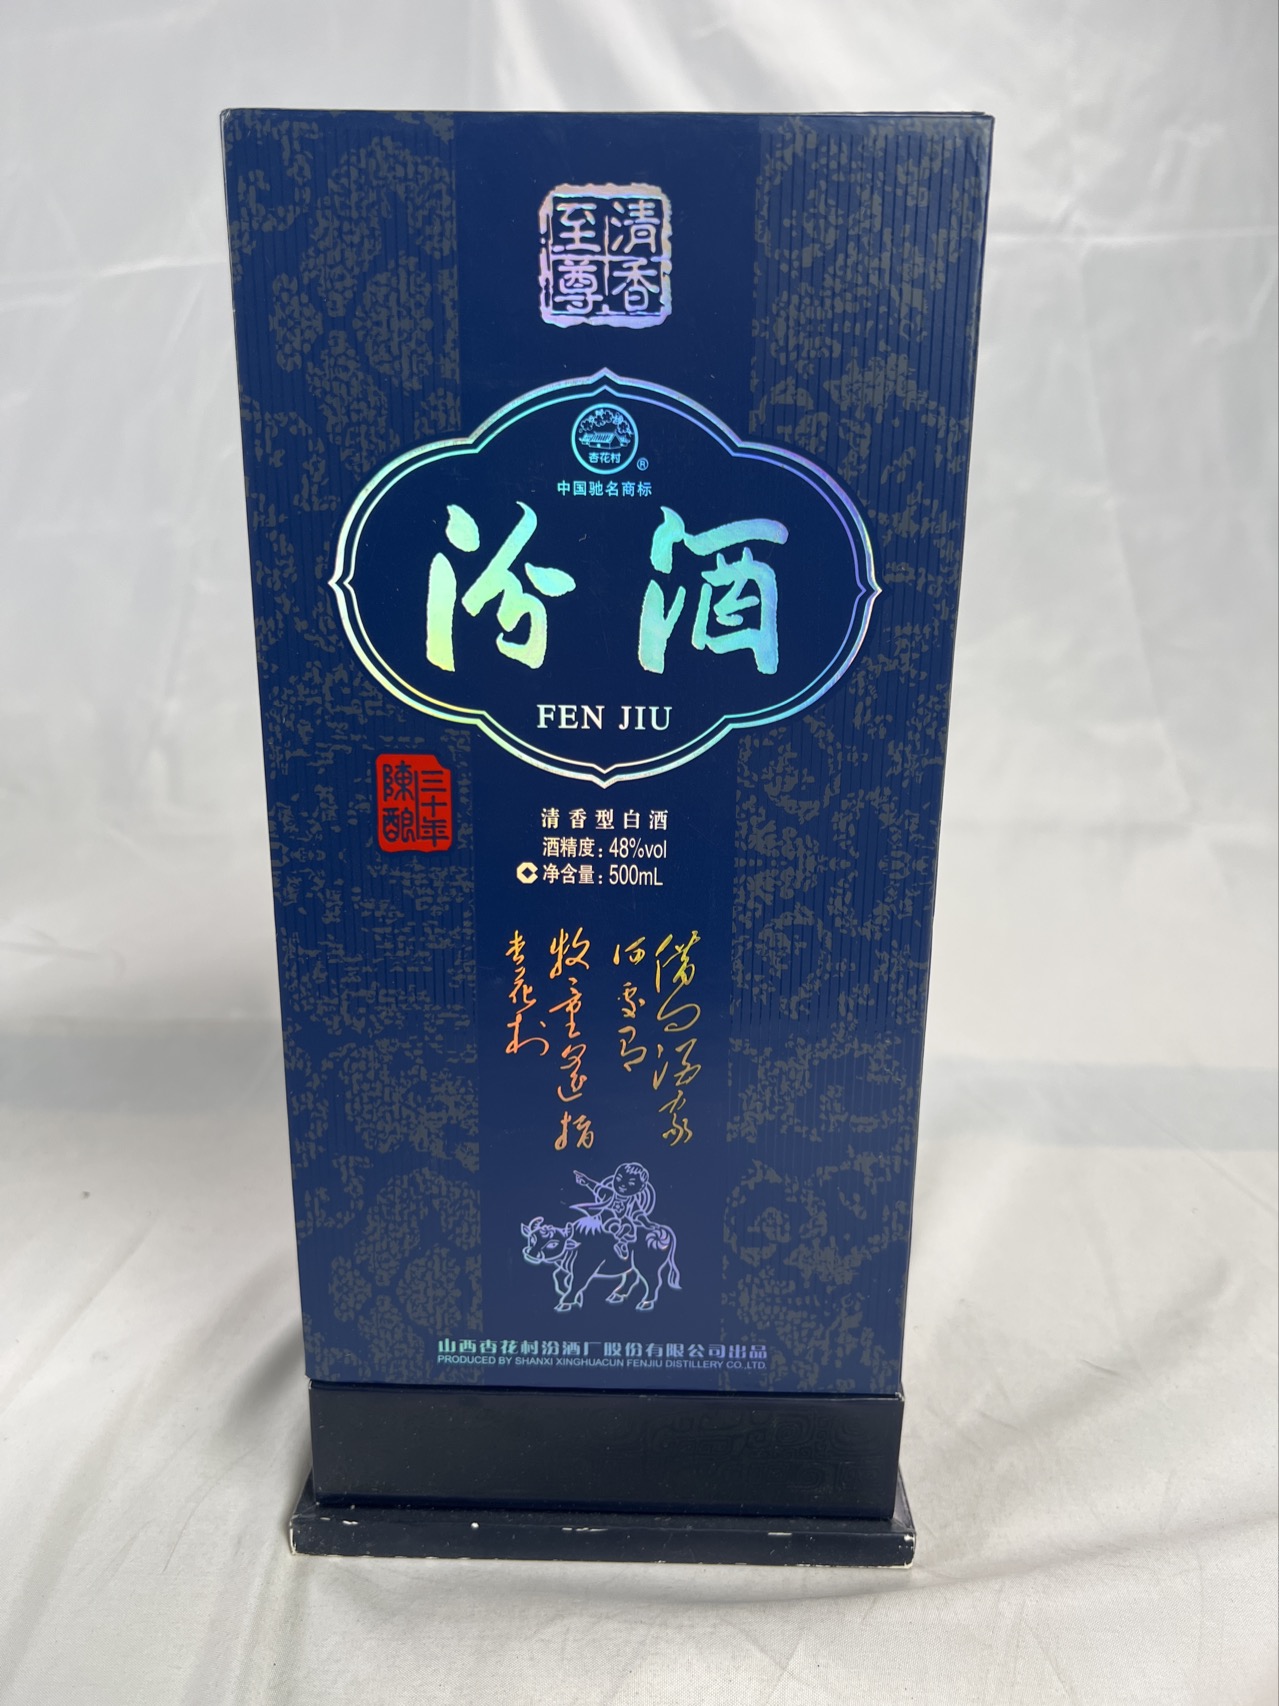 清香
至尊
杏花村
®
中国驰名商标
汾酒
FEN JIU
三十年
陳酿
清香型白酒
酒精度：48%vol
净含量：500mL
借问酒家
何处有
牧童遥指
杏花村
山西杏花村汾酒厂股份有限公司出品
PRODUCED BY SHANXI XINGHUACUN FENJIU DISTILLERY CO.,LTD.